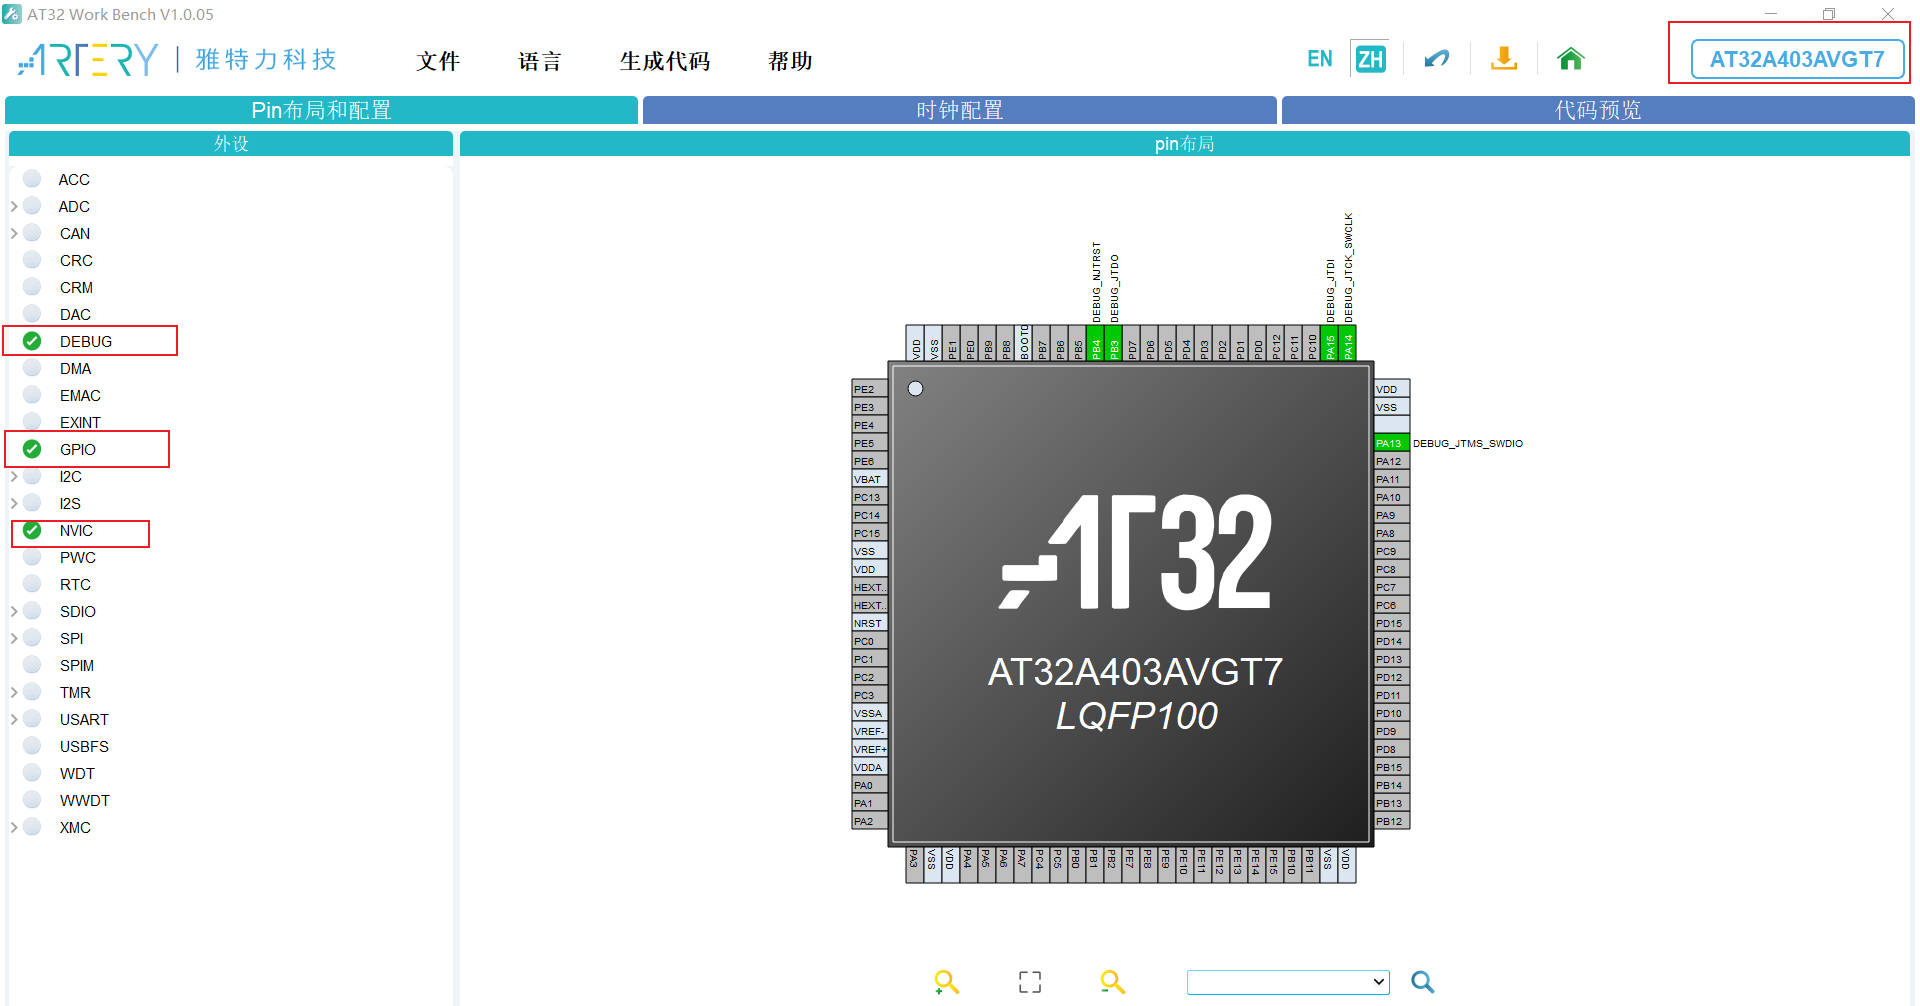 AT32 Work Bench V1.0.05
ARTERY 雅特力科技
文件 语言 生成代码 帮助
EN ZH
AT32A403AVGT7
Pin布局和配置 时钟配置 代码预览
外设
pin布局
ACC
ADC
CAN
CRC
CRM
DAC
DEBUG
DMA
EMAC
EXINT
GPIO
I2C
I2S
NVIC
PWC
RTC
SDIO
SPI
SPIM
TMR
USART
USBFS
WDT
WWDT
XMC
DEBUG_NJTRST
DEBUG_JTDO
DEBUG_JTDI
DEBUG_JTCK_SWCLK
VDD
VSS
PE1
PE0
PB9
PB8
BOOT0
PB7
PB6
PB5
PB4
PB3
PD7
PD6
PD5
PD4
PD3
PD2
PD1
PD0
PC12
PC11
PC10
PA15
PA14
PE2
PE3
PE4
PE5
PE6
VBAT
PC13
PC14
PC15
VSS
VDD
HEXT..
HEXT..
NRST
PC0
PC1
PC2
PC3
VSSA
VREF-
VREF+
VDDA
PA0
PA1
PA2
AT32
AT32A403AVGT7
LQFP100
VDD
VSS
PA13 DEBUG_JTMS_SWDIO
PA12
PA11
PA10
PA9
PA8
PC9
PC8
PC7
PC6
PD15
PD14
PD13
PD12
PD11
PD10
PD9
PD8
PB15
PB14
PB13
PB12
PA3
VSS
VDD
PA4
PA5
PA6
PA7
PC4
PC5
PB0
PB1
PB2
PE7
PE8
PE9
PE10
PE11
PE12
PE13
PE14
PE15
PB10
PB11
VSS
VDD